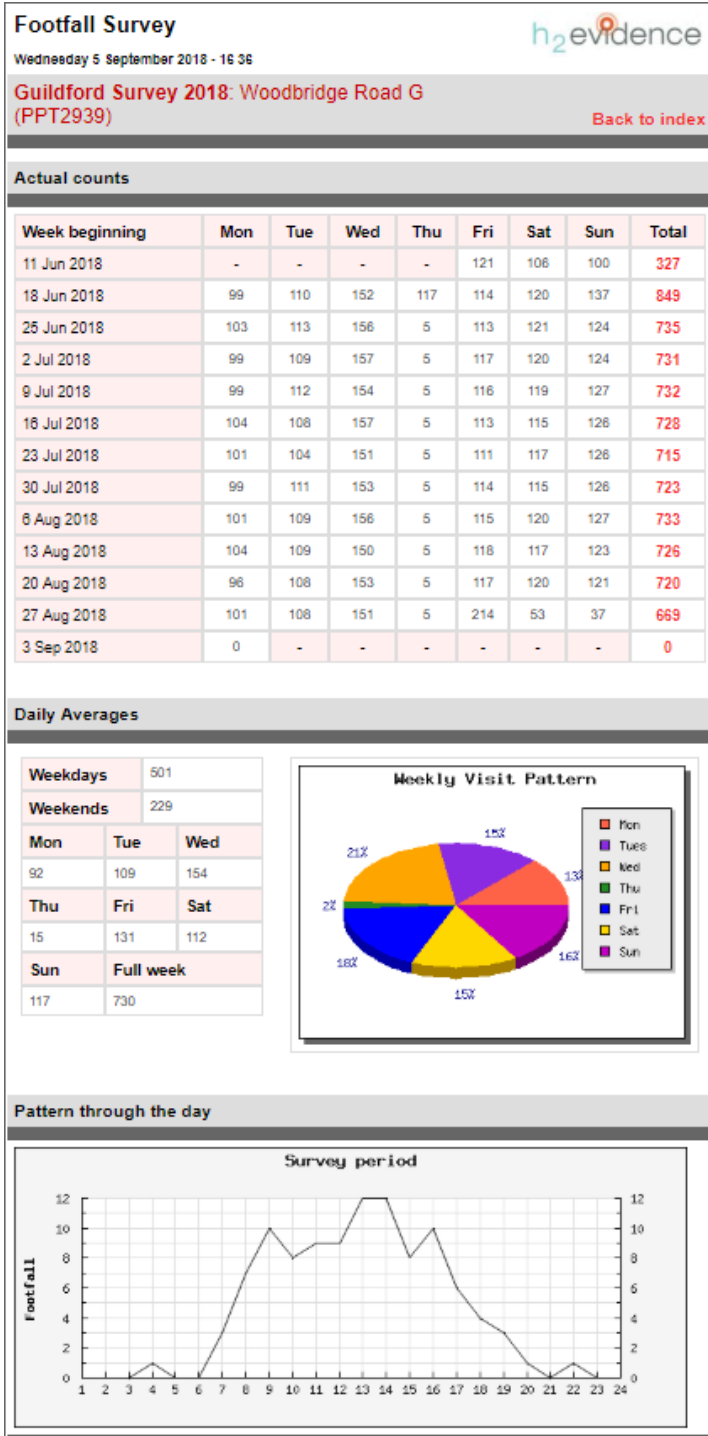 Footfall Survey
h2evidence
Wednesday 5 September 2018 - 16 36
Guildford Survey 2018: Woodbridge Road G
(PPT2939)
Back to index
Actual counts
Week beginning Mon Tue Wed Thu Fri Sat Sun Total
11 Jun 2018 - - - - 121 106 100 327
18 Jun 2018 99 110 152 117 114 120 137 849
25 Jun 2018 103 113 156 5 113 121 124 735
2 Jul 2018 99 109 157 5 117 120 124 731
9 Jul 2018 99 112 154 5 116 119 127 732
16 Jul 2018 104 108 157 5 113 115 126 728
23 Jul 2018 101 104 151 5 111 117 126 715
30 Jul 2018 99 111 153 5 114 115 126 723
6 Aug 2018 101 109 156 5 115 120 127 733
13 Aug 2018 104 109 150 5 118 117 123 726
20 Aug 2018 96 108 153 5 117 120 121 720
27 Aug 2018 101 108 151 5 214 53 37 669
3 Sep 2018 0 - - - - - - 0
Daily Averages
Weekdays 501
Weekends 229
Mon Tue Wed
92 109 154
Thu Fri Sat
15 131 112
Sun Full week
117 730
Weekly Visit Pattern
15%
21%
13%
2%
18%
16%
15%
Mon
Tues
Wed
Thu
Fri
Sat
Sun
Pattern through the day
Survey period
Footfall
12 12
10 10
8 8
6 6
4 4
2 2
0 0
1 2 3 4 5 6 7 8 9 10 11 12 13 14 15 16 17 18 19 20 21 22 23 24